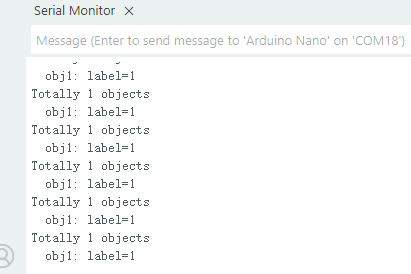 Serial Monitor ×
Message (Enter to send message to 'Arduino Nano' on 'COM18')
obj1: label=1
Totally 1 objects
obj1: label=1
Totally 1 objects
obj1: label=1
Totally 1 objects
obj1: label=1
Totally 1 objects
obj1: label=1
Totally 1 objects
obj1: label=1